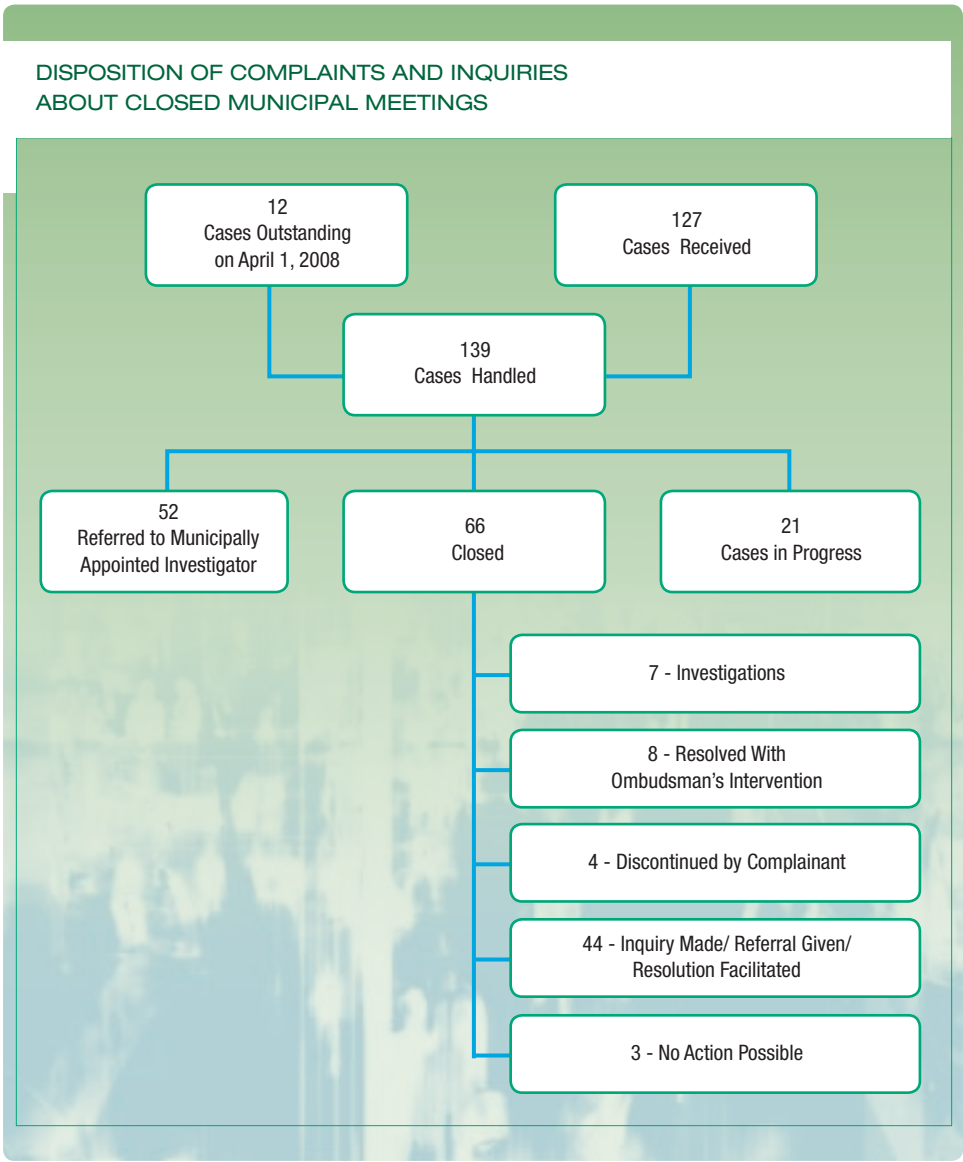 DISPOSITION OF COMPLAINTS AND INQUIRIES
ABOUT CLOSED MUNICIPAL MEETINGS
12
Cases Outstanding
on April 1, 2008
127
Cases Received
139
Cases Handled
52
Referred to Municipally
Appointed Investigator
66
Closed
21
Cases in Progress
7 - Investigations
8 - Resolved With
Ombudsman's Intervention
4 - Discontinued by Complainant
44 - Inquiry Made/ Referral Given/
Resolution Facilitated
3 - No Action Possible